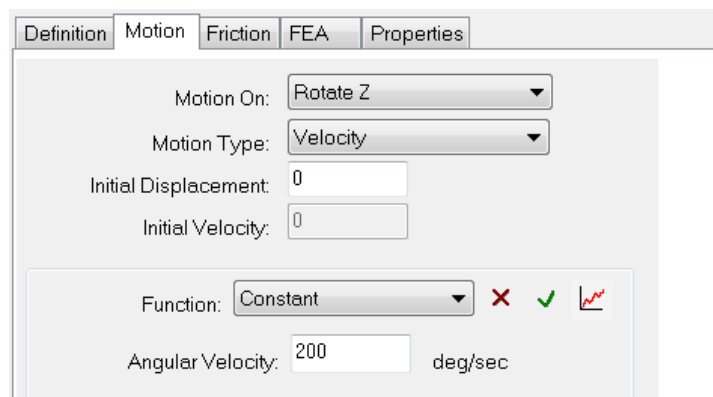 Definition Motion Friction FEA Properties
Motion On: Rotate Z
Motion Type: Velocity
Initial Displacement: 0
Initial Velocity: 0
Function: Constant
Angular Velocity: 200 deg/sec